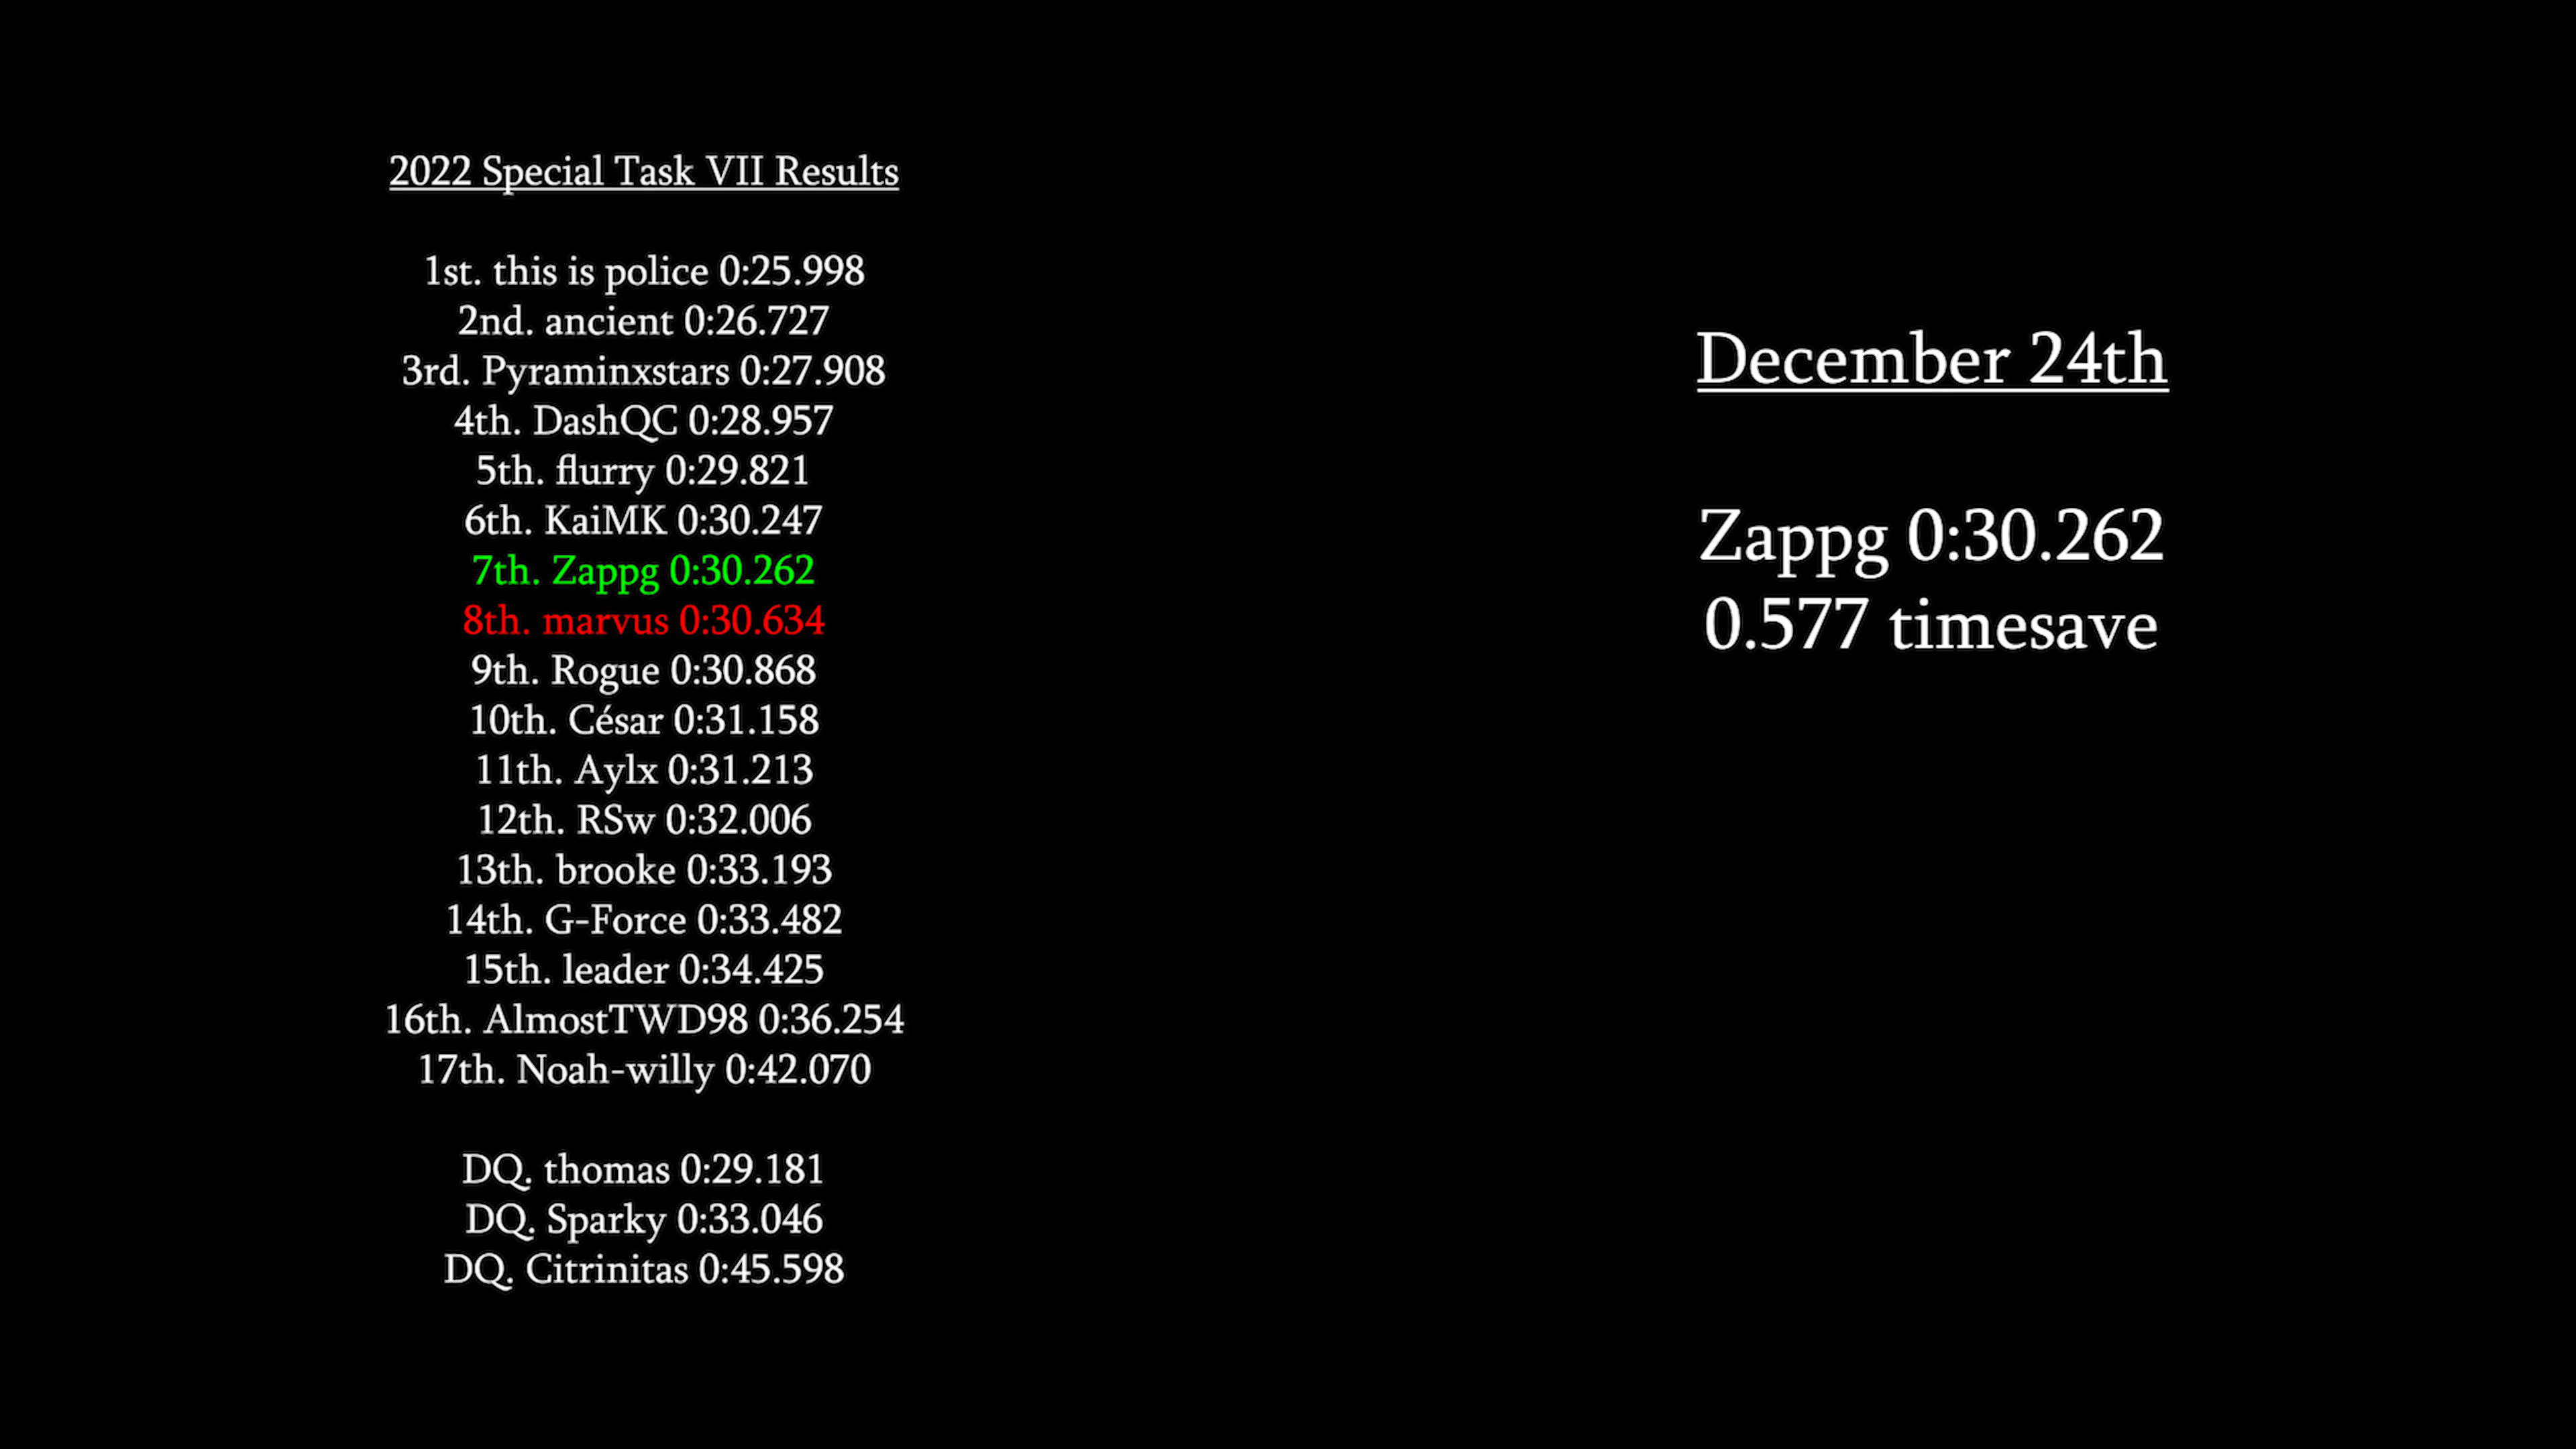 2022 Special Task VII Results
1st. this is police 0:25.998
2nd. ancient 0:26.727
3rd. Pyraminxstars 0:27.908
4th. DashQC 0:28.957
5th. flurry 0:29.821
6th. KaiMK 0:30.247
7th. Zappg 0:30.262
8th. marvus 0:30.634
9th. Rogue 0:30.868
10th. César 0:31.158
11th. Aylx 0:31.213
12th. RSw 0:32.006
13th. brooke 0:33.193
14th. G-Force 0:33.482
15th. leader 0:34.425
16th. AlmostTWD98 0:36.254
17th. Noah-willy 0:42.070
DQ. thomas 0:29.181
DQ. Sparky 0:33.046
DQ. Citrinitas 0:45.598
December 24th
Zappg 0:30.262
0.577 timesave